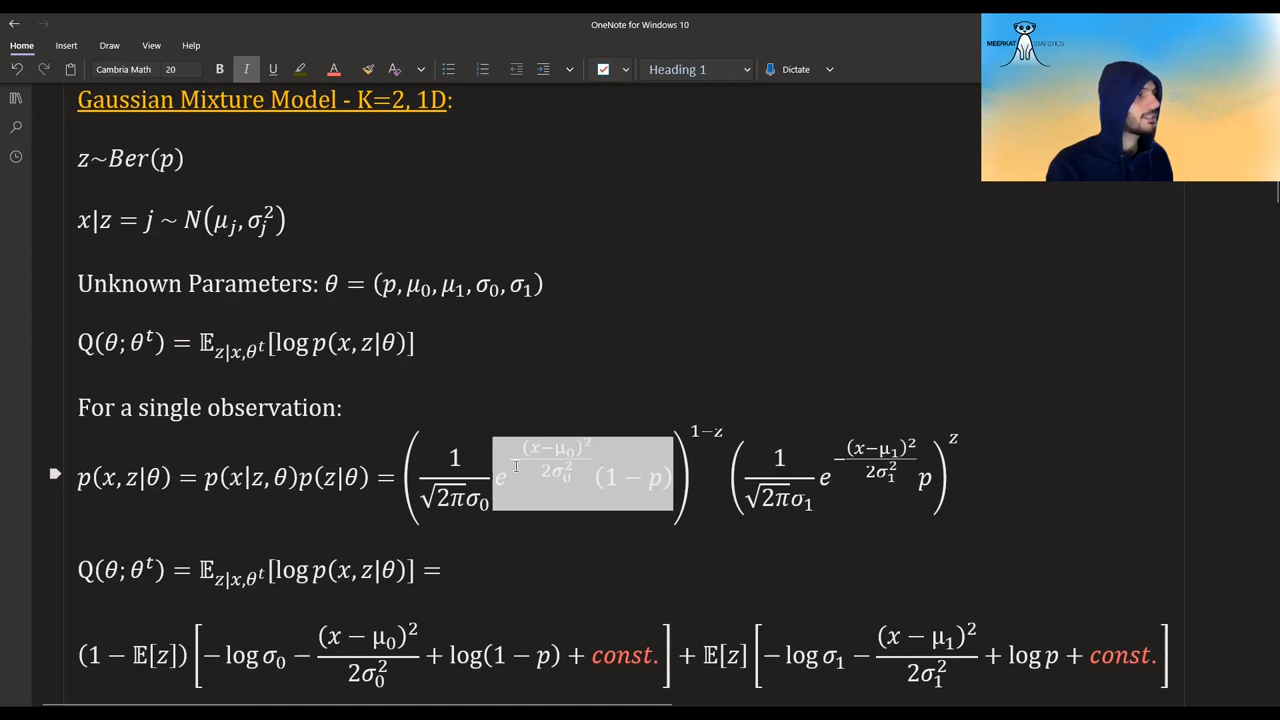 OneNote for Windows 10
MEERKAT STATISTICS
Home Insert Draw View Help
Cambria Math 20 B I U A A Heading 1 Dictate
Gaussian Mixture Model - K=2, 1D:
z~Ber(p)
x|z = j ~ N(μ_j, σ_j^2)
Unknown Parameters: θ = (p, μ_0, μ_1, σ_0, σ_1)
Q(θ; θ^t) = 𝔼_{z|x,θ^t}[log p(x, z|θ)]
For a single observation:
p(x, z|θ) = p(x|z, θ)p(z|θ) = (1/(√(2π)σ_0) e^{-(x-μ_0)^2/(2σ_0^2)} (1 − p))^{1−z} (1/(√(2π)σ_1) e^{-(x-μ_1)^2/(2σ_1^2)} p)^z
Q(θ; θ^t) = 𝔼_{z|x,θ^t}[log p(x, z|θ)] =
(1 − 𝔼[z]) [− log σ_0 − (x − μ_0)^2/(2σ_0^2) + log(1 − p) + const.] + 𝔼[z] [− log σ_1 − (x − μ_1)^2/(2σ_1^2) + log p + const.]